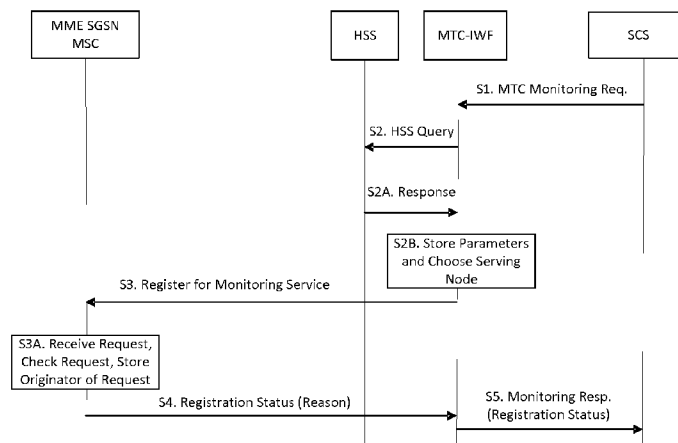 MME SGSN
MSC
HSS
MTC-IWF
SCS
S1. MTC Monitoring Req.
S2. HSS Query
S2A. Response
S2B. Store Parameters
and Choose Serving
Node
S3. Register for Monitoring Service
S3A. Receive Request,
Check Request, Store
Originator of Request
S4. Registration Status (Reason)
S5. Monitoring Resp.
(Registration Status)